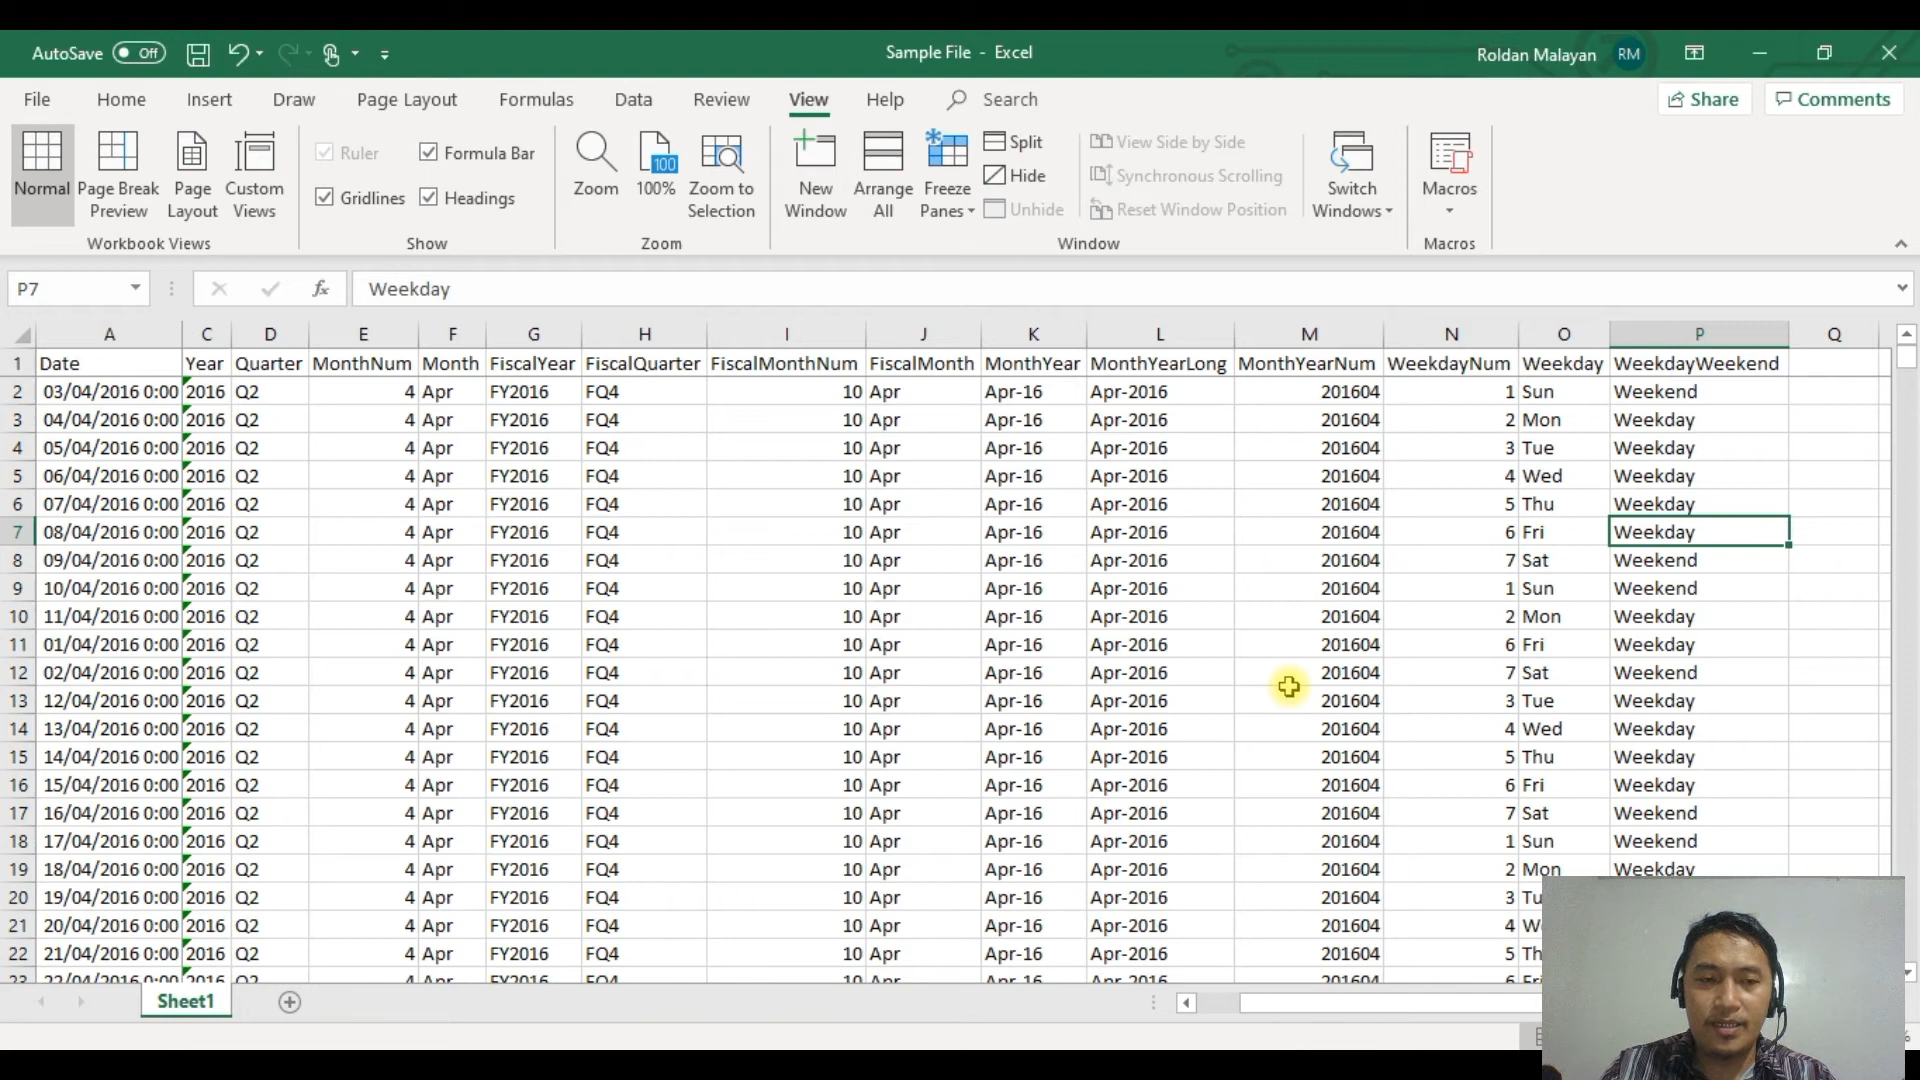 AutoSave Off Sample File - Excel Roldan Malayan RM
File Home Insert Draw Page Layout Formulas Data Review View Help Search Share Comments
Normal Page Break Preview Page Layout Custom Views
Workbook Views
Ruler Formula Bar
Gridlines Headings
Show
Zoom 100 100% Zoom to Selection
Zoom
New Window Arrange All Freeze Panes
Split
Hide
Unhide
View Side by Side
Synchronous Scrolling
Reset Window Position
Switch Windows
Window
Macros
Macros
P7 fx Weekday
A C D E F G H I J K L M N O P Q
1 Date Year Quarter MonthNum Month FiscalYear FiscalQuarter FiscalMonthNum FiscalMonth MonthYear MonthYearLong MonthYearNum WeekdayNum Weekday WeekdayWeekend
2 03/04/2016 0:00 2016 Q2 4 Apr FY2016 FQ4 10 Apr Apr-16 Apr-2016 201604 1 Sun Weekend
3 04/04/2016 0:00 2016 Q2 4 Apr FY2016 FQ4 10 Apr Apr-16 Apr-2016 201604 2 Mon Weekday
4 05/04/2016 0:00 2016 Q2 4 Apr FY2016 FQ4 10 Apr Apr-16 Apr-2016 201604 3 Tue Weekday
5 06/04/2016 0:00 2016 Q2 4 Apr FY2016 FQ4 10 Apr Apr-16 Apr-2016 201604 4 Wed Weekday
6 07/04/2016 0:00 2016 Q2 4 Apr FY2016 FQ4 10 Apr Apr-16 Apr-2016 201604 5 Thu Weekday
7 08/04/2016 0:00 2016 Q2 4 Apr FY2016 FQ4 10 Apr Apr-16 Apr-2016 201604 6 Fri Weekday
8 09/04/2016 0:00 2016 Q2 4 Apr FY2016 FQ4 10 Apr Apr-16 Apr-2016 201604 7 Sat Weekend
9 10/04/2016 0:00 2016 Q2 4 Apr FY2016 FQ4 10 Apr Apr-16 Apr-2016 201604 1 Sun Weekend
10 11/04/2016 0:00 2016 Q2 4 Apr FY2016 FQ4 10 Apr Apr-16 Apr-2016 201604 2 Mon Weekday
11 01/04/2016 0:00 2016 Q2 4 Apr FY2016 FQ4 10 Apr Apr-16 Apr-2016 201604 6 Fri Weekday
12 02/04/2016 0:00 2016 Q2 4 Apr FY2016 FQ4 10 Apr Apr-16 Apr-2016 201604 7 Sat Weekend
13 12/04/2016 0:00 2016 Q2 4 Apr FY2016 FQ4 10 Apr Apr-16 Apr-2016 201604 3 Tue Weekday
14 13/04/2016 0:00 2016 Q2 4 Apr FY2016 FQ4 10 Apr Apr-16 Apr-2016 201604 4 Wed Weekday
15 14/04/2016 0:00 2016 Q2 4 Apr FY2016 FQ4 10 Apr Apr-16 Apr-2016 201604 5 Thu Weekday
16 15/04/2016 0:00 2016 Q2 4 Apr FY2016 FQ4 10 Apr Apr-16 Apr-2016 201604 6 Fri Weekday
17 16/04/2016 0:00 2016 Q2 4 Apr FY2016 FQ4 10 Apr Apr-16 Apr-2016 201604 7 Sat Weekend
18 17/04/2016 0:00 2016 Q2 4 Apr FY2016 FQ4 10 Apr Apr-16 Apr-2016 201604 1 Sun Weekend
19 18/04/2016 0:00 2016 Q2 4 Apr FY2016 FQ4 10 Apr Apr-16 Apr-2016 201604 2 Mon Weekday
20 19/04/2016 0:00 2016 Q2 4 Apr FY2016 FQ4 10 Apr Apr-16 Apr-2016 201604 3
21 20/04/2016 0:00 2016 Q2 4 Apr FY2016 FQ4 10 Apr Apr-16 Apr-2016 201604 4
22 21/04/2016 0:00 2016 Q2 4 Apr FY2016 FQ4 10 Apr Apr-16 Apr-2016 201604 5
Sheet1